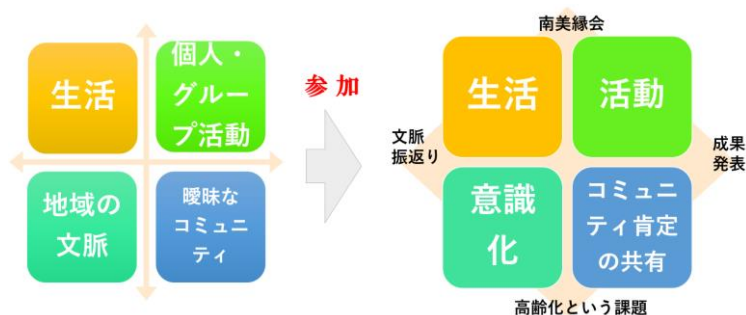 生活
個人・
グルー
プ活動
地域の
文脈
曖昧な
コミュニ
ティ
参加
南美縁会
生活
活動
文脈
振返り
成果
発表
意識
化
コミュニ
ティ肯定
の共有
高齢化という課題